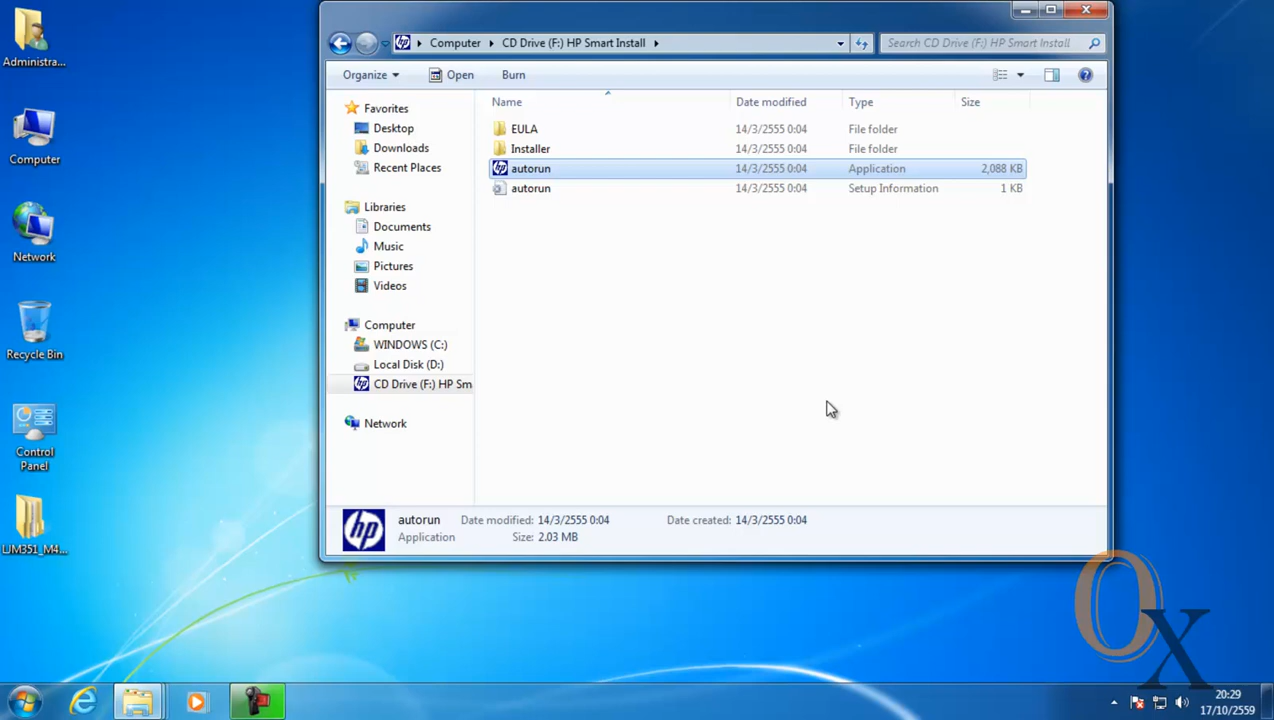 Administra...
Computer
Network
Recycle Bin
Control
Panel
LJM351_M4...
Computer CD Drive (F:) HP Smart Install
Search CD Drive (F:) HP Smart Install
Organize Open Burn
Favorites
Desktop
Downloads
Recent Places
Libraries
Documents
Music
Pictures
Videos
Computer
WINDOWS (C:)
Local Disk (D:)
CD Drive (F:) HP Sm
Network
Name Date modified Type Size
EULA 14/3/2555 0:04 File folder
Installer 14/3/2555 0:04 File folder
autorun 14/3/2555 0:04 Application 2,088 KB
autorun 14/3/2555 0:04 Setup Information 1 KB
hp
autorun Date modified: 14/3/2555 0:04 Date created: 14/3/2555 0:04
Application Size: 2.03 MB
OX
20:29
17/10/2559